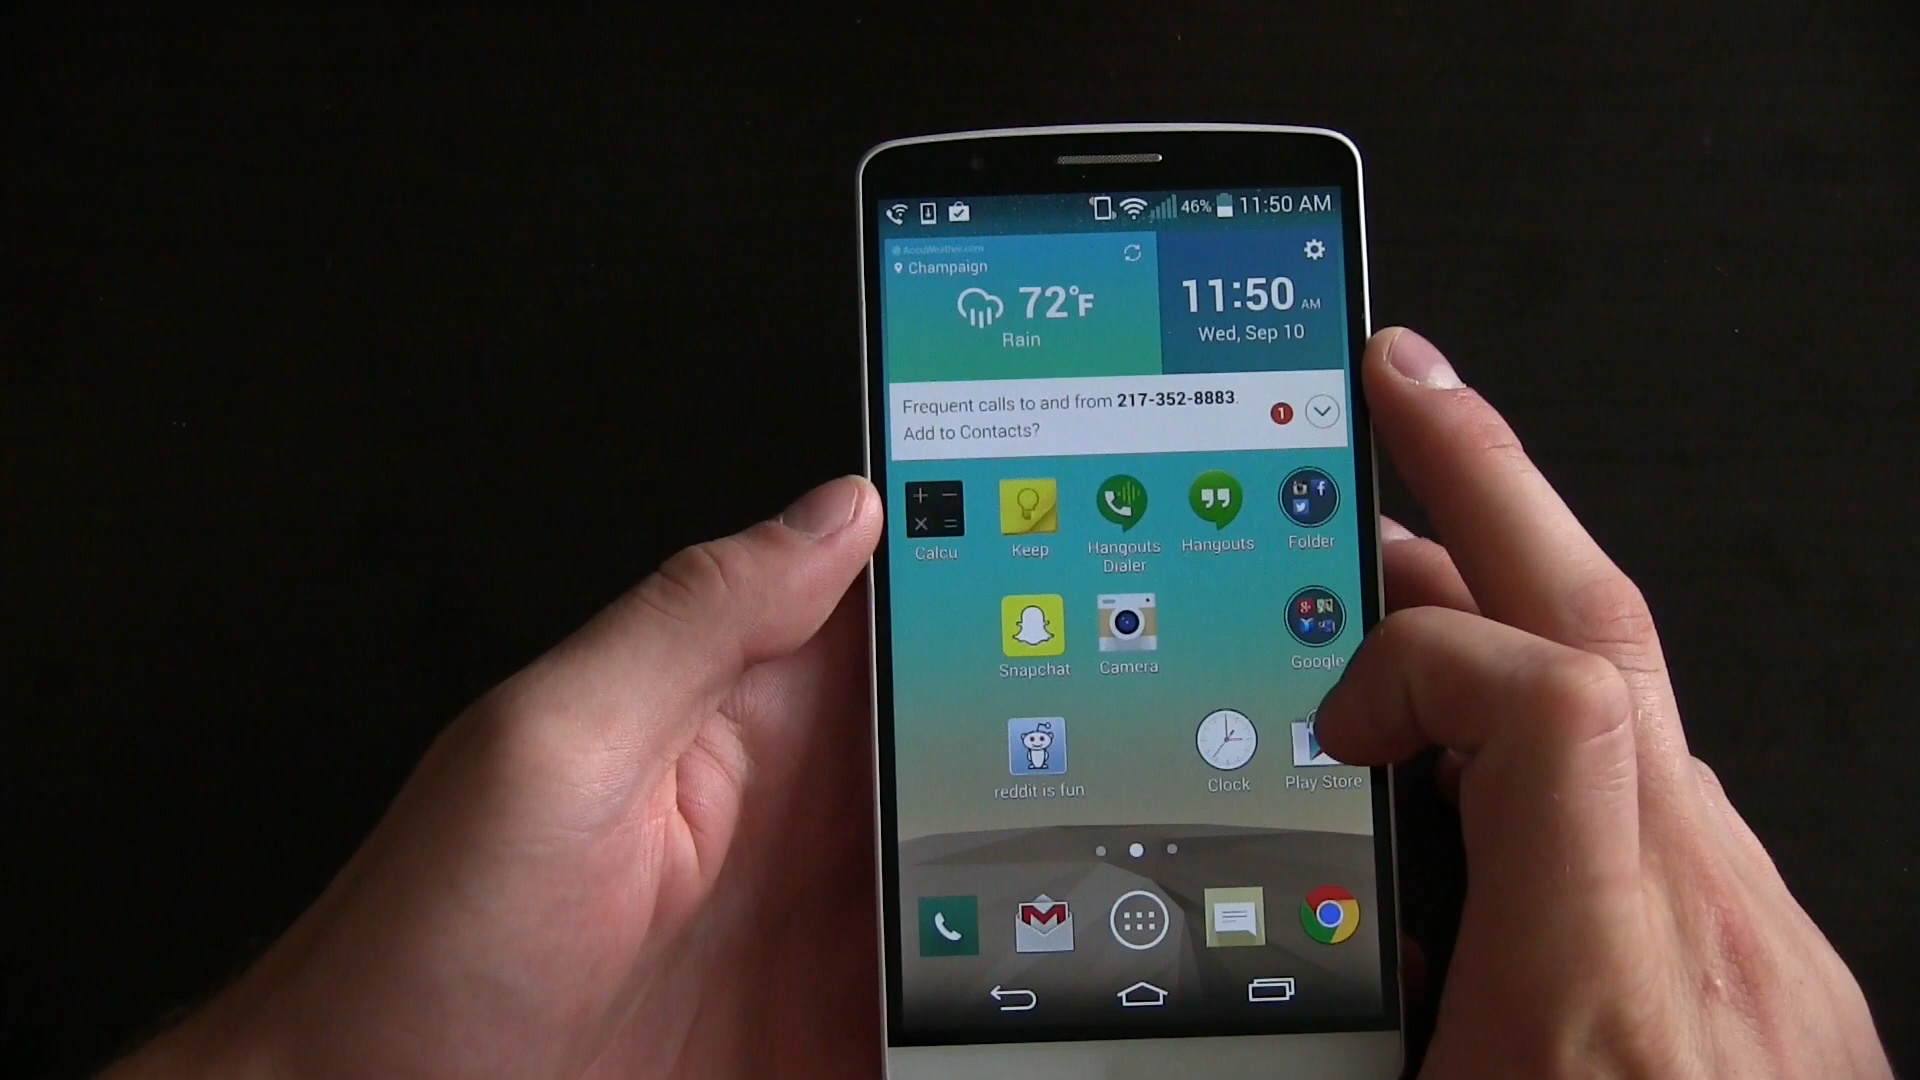 46% 11:50 AM
AccuWeather.com
Champaign
72°F
Rain
11:50 AM
Wed, Sep 10
Frequent calls to and from 217-352-8883.
Add to Contacts?
1
Calcu
Keep
Hangouts
Dialer
Hangouts
Folder
Snapchat
Camera
Google
reddit is fun
Clock
Play Store